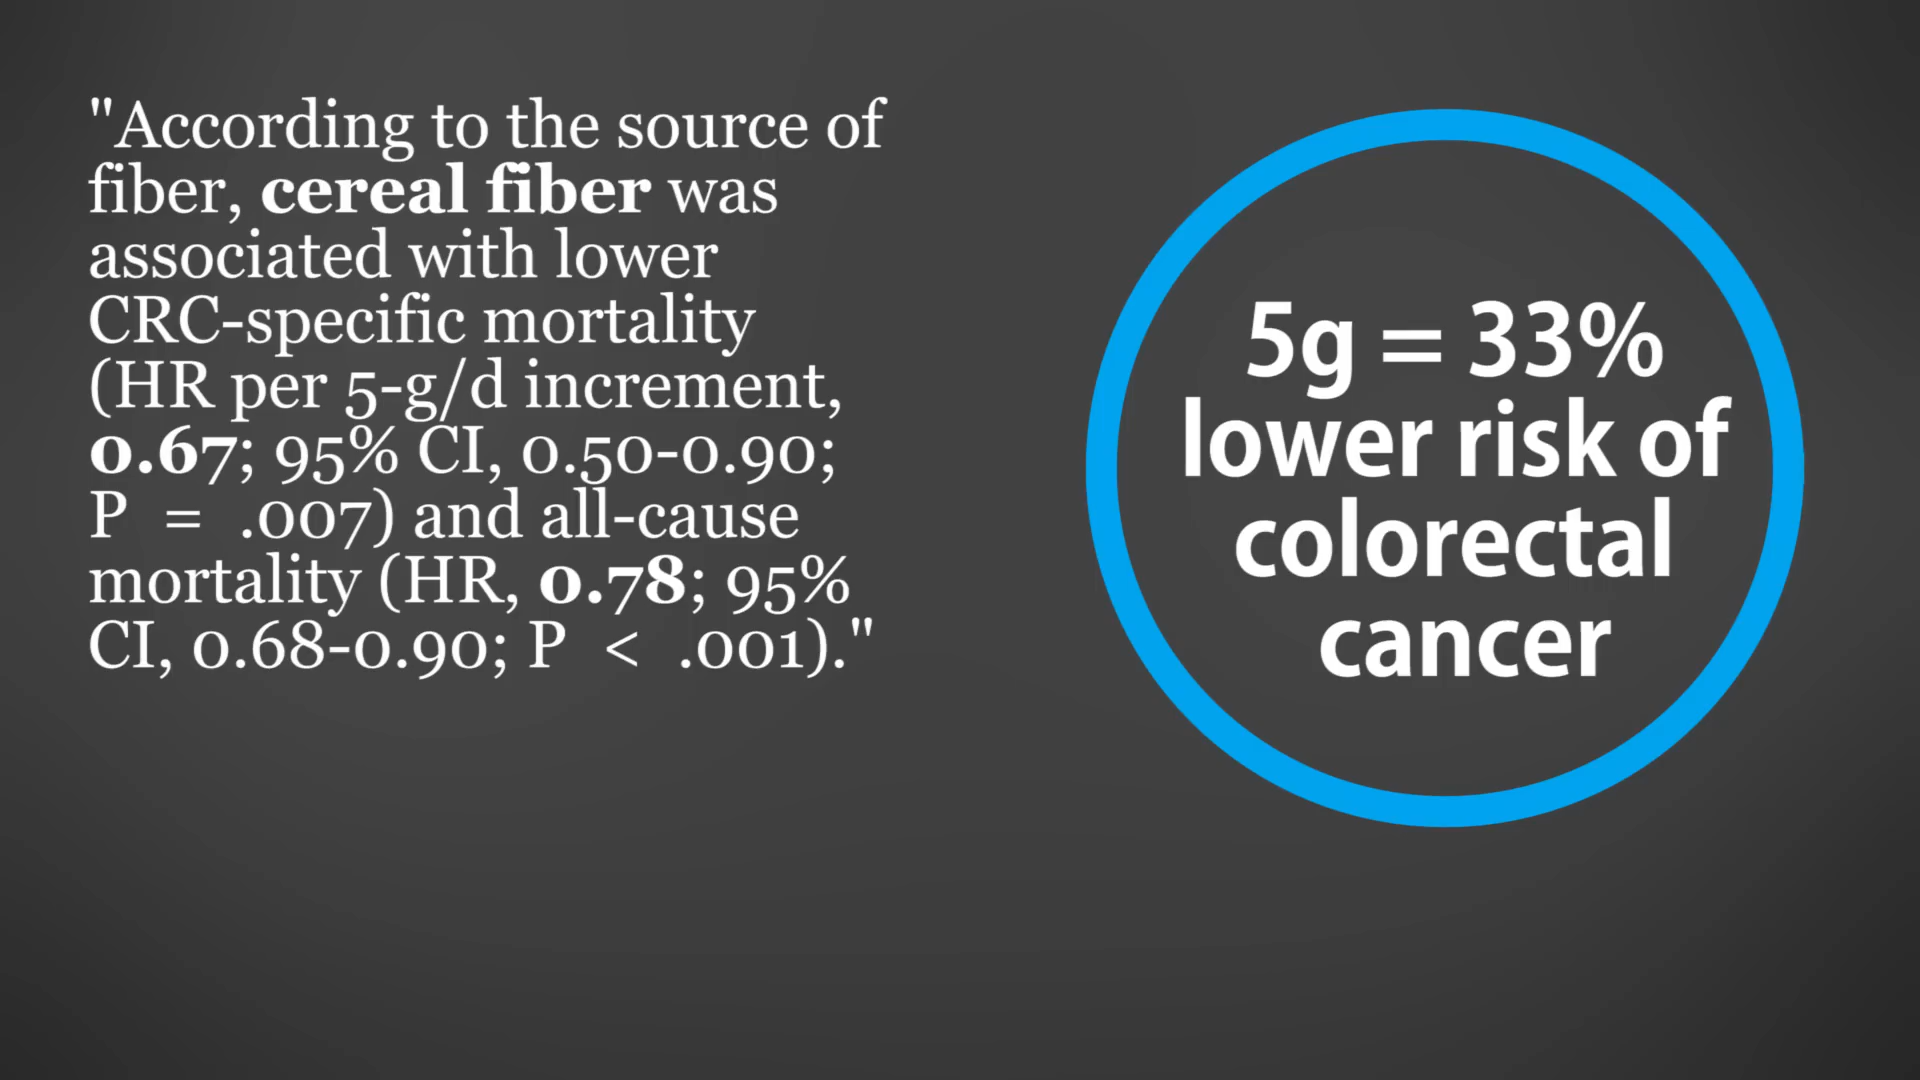 "According to the source of
fiber, cereal fiber was
associated with lower
CRC-specific mortality
(HR per 5-g/d increment,
0.67; 95% CI, 0.50-0.90;
P = .007) and all-cause
mortality (HR, 0.78; 95%
CI, 0.68-0.90; P < .001)."
5g = 33%
lower risk of
colorectal
cancer